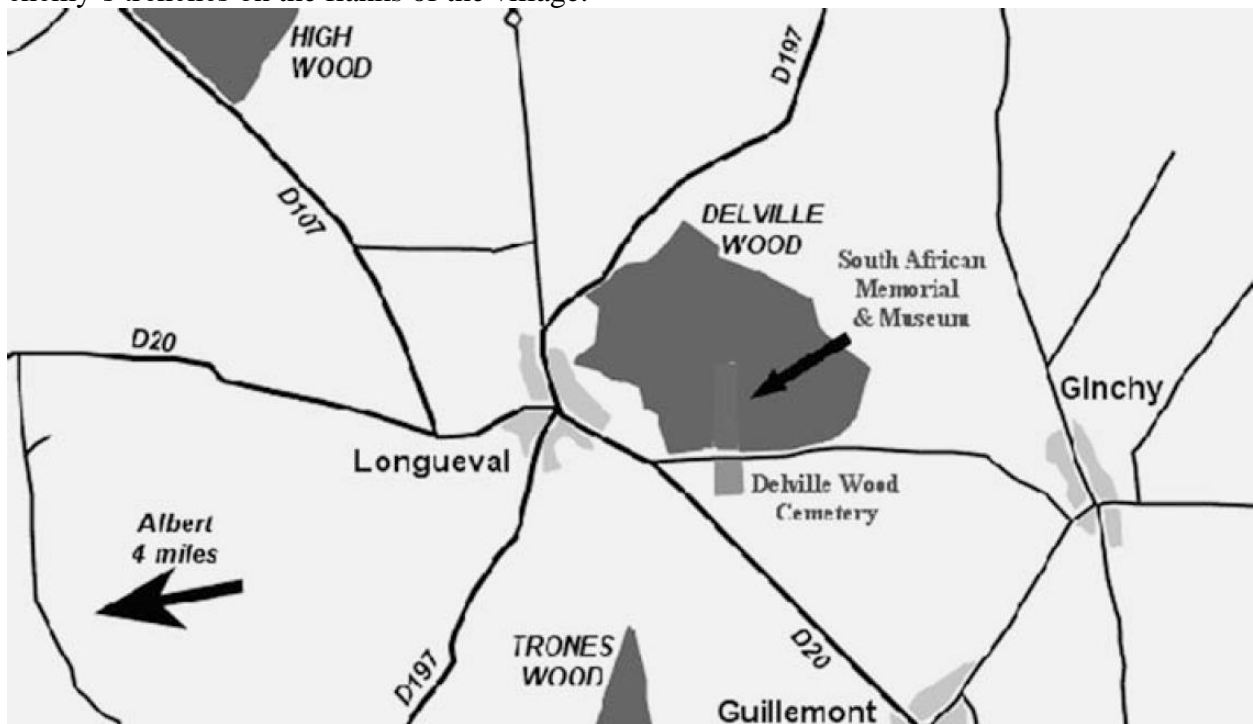 HIGH
WOOD
D197
D107
DELVILLE
WOOD
South African
Memorial
& Museum
D20
GInchy
Longueval
Delville Wood
Cemetery
Albert
4 miles
TRONES
WOOD
D197
D20
Guillemont